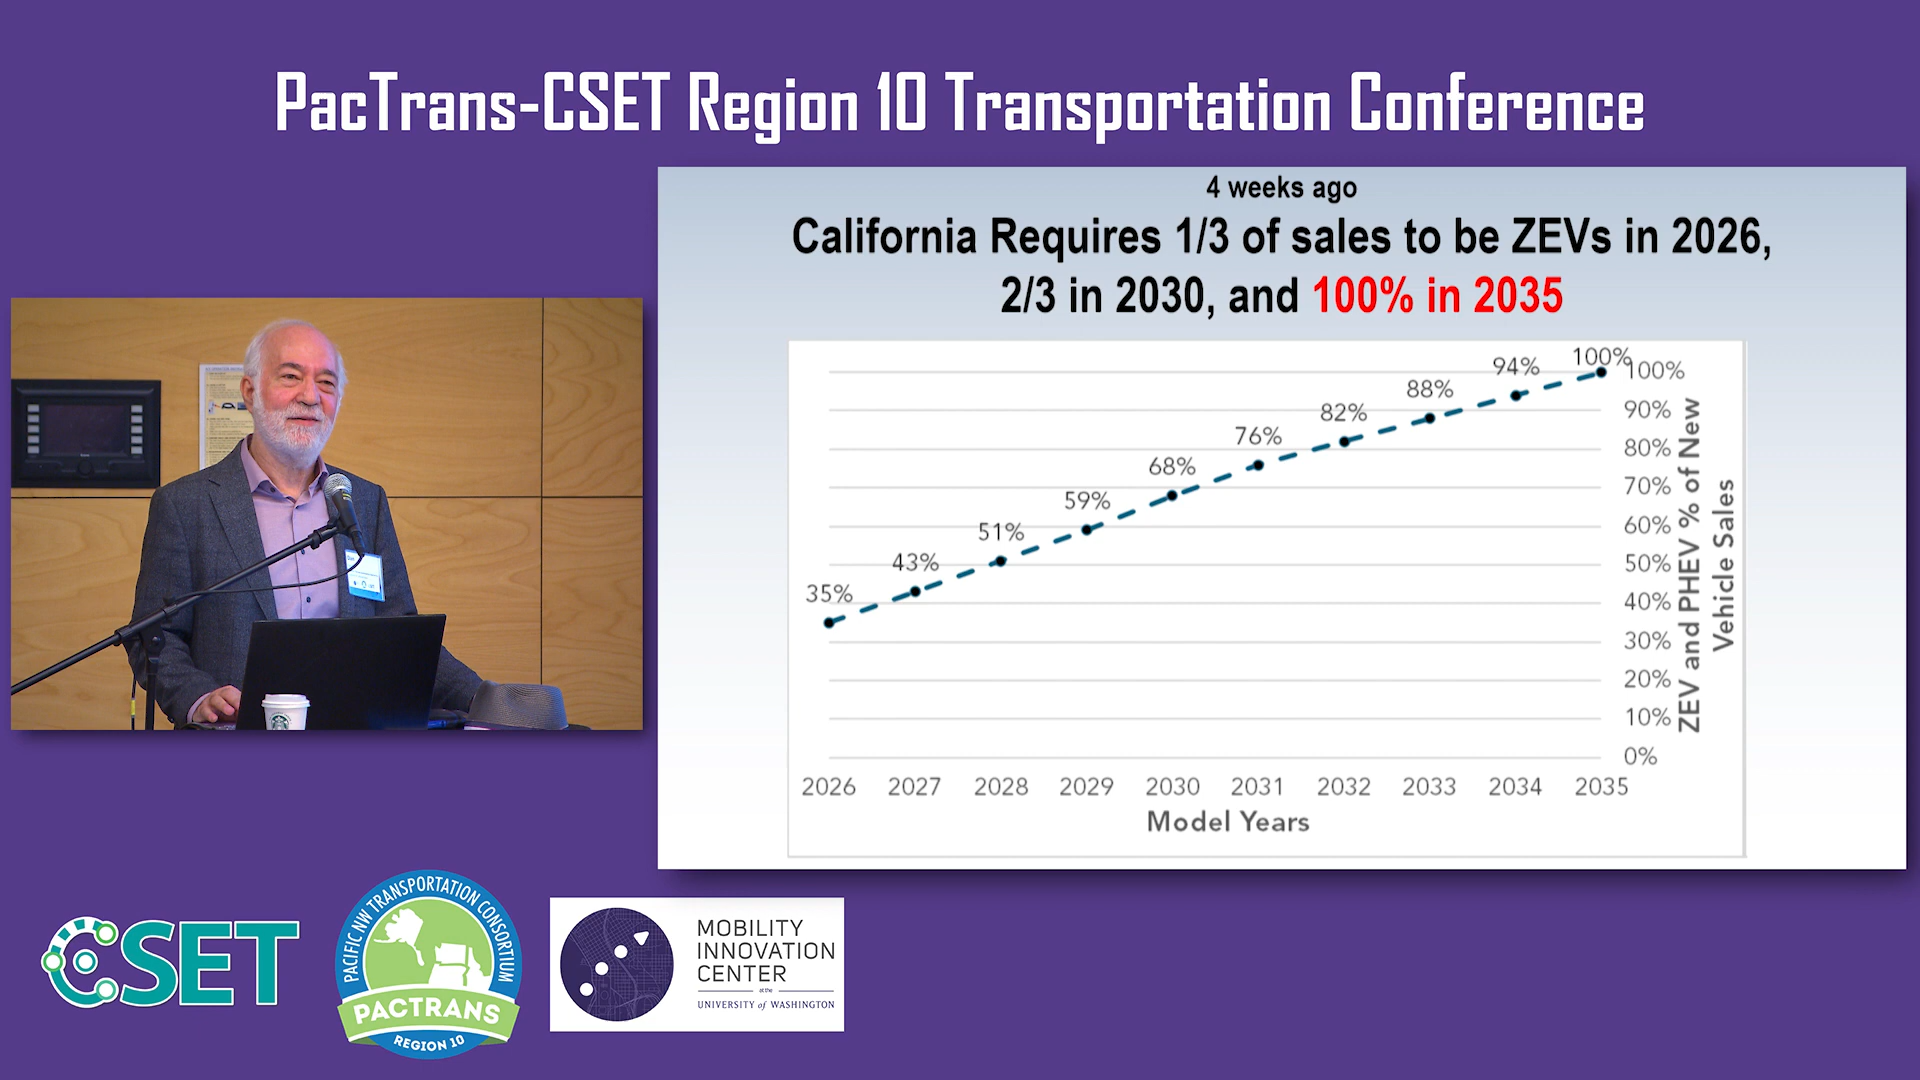 PacTrans-CSET Region 10 Transportation Conference
4 weeks ago
California Requires 1/3 of sales to be ZEVs in 2026,
2/3 in 2030, and 100% in 2035
35%
43%
51%
59%
68%
76%
82%
88%
94%
100%
100%
90%
80%
70%
60%
50%
40%
30%
20%
10%
0%
ZEV and PHEV % of New
Vehicle Sales
2026 2027 2028 2029 2030 2031 2032 2033 2034 2035
Model Years
CSET
PACIFIC NW TRANSPORTATION CONSORTIUM
PACTRANS
REGION 10
MOBILITY
INNOVATION
CENTER
at the
UNIVERSITY of WASHINGTON